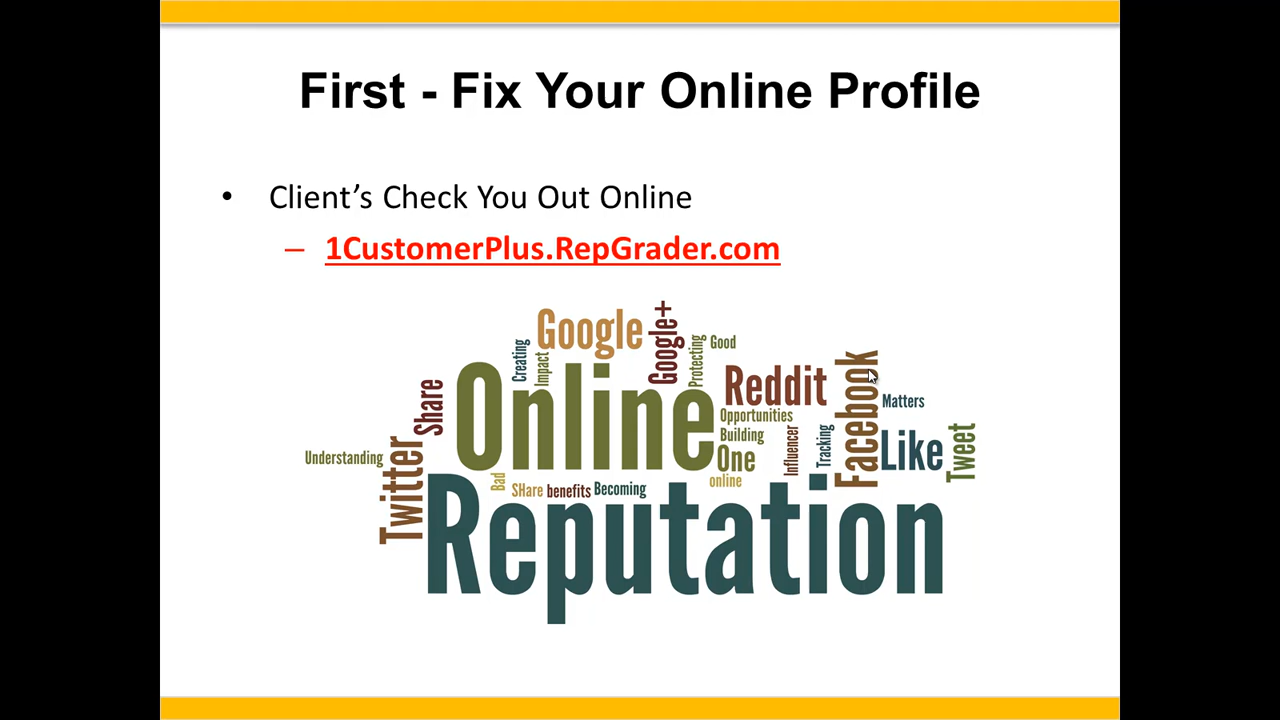 First - Fix Your Online Profile
• Client’s Check You Out Online
– 1CustomerPlus.RepGrader.com
Google
Google+
Creating
Impact
Protecting
Good
Share
Online
Reddit
Facebook
Matters
Opportunities
Building
One
online
Influencer
Tracking
Like
Tweet
Understanding
Twitter
Bad
SHare
benefits
Becoming
Reputation